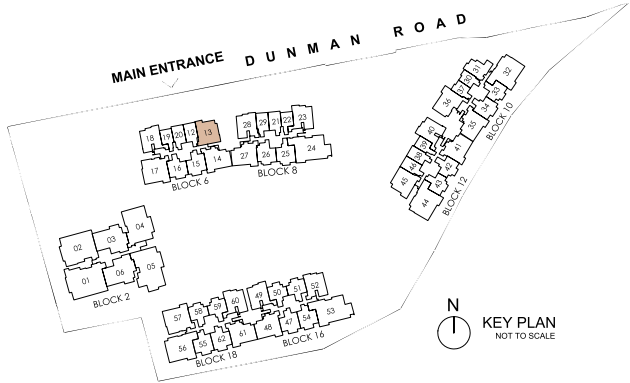 DUNMAN ROAD
MAIN ENTRANCE
18 19 20 12 13
17 16 15 14
BLOCK 6
28 29 21 22 23
27 26 25 24
BLOCK 8
31 32
30
37 33
36 34
35
BLOCK 10
40
39 41
38
46 42
45 43
44
BLOCK 12
02 03 04
01 06 05
BLOCK 2
57 58 59 60
56 55 62 61
BLOCK 18
49 50 51 52
48 47 54 53
BLOCK 16
N
KEY PLAN
NOT TO SCALE